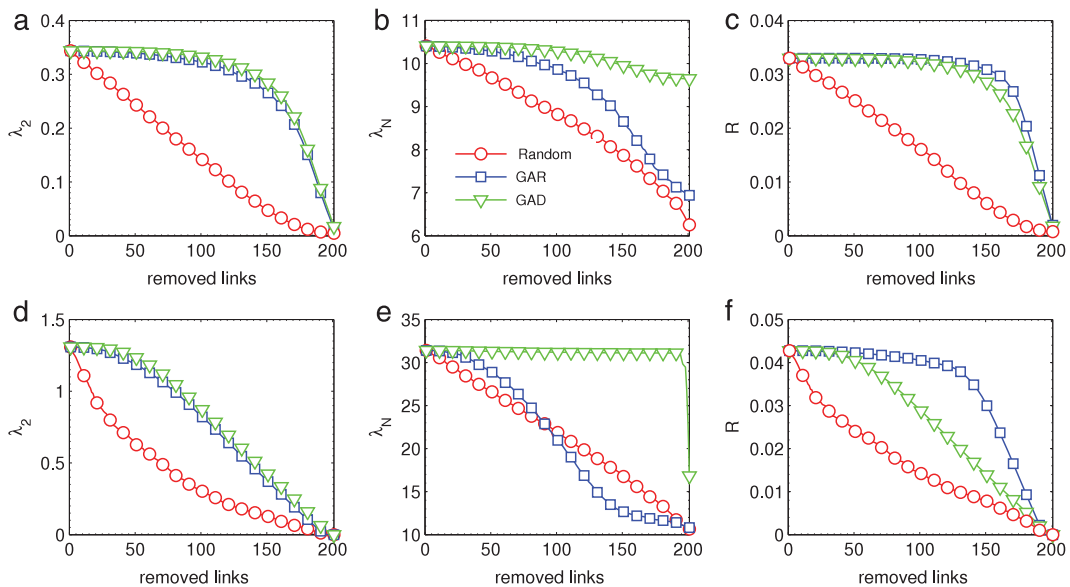 a
0.4
0.3
0.2
0.1
0
λ2
0 50 100 150 200
removed links
b
11
10
9
8
7
6
λN
Random
GAR
GAD
0 50 100 150 200
removed links
c
0.04
0.03
0.02
0.01
0
R
0 50 100 150 200
removed links
d
1.5
1
0.5
0
λ2
0 50 100 150 200
removed links
e
35
30
25
20
15
10
λN
0 50 100 150 200
removed links
f
0.05
0.04
0.03
0.02
0.01
0
R
0 50 100 150 200
removed links